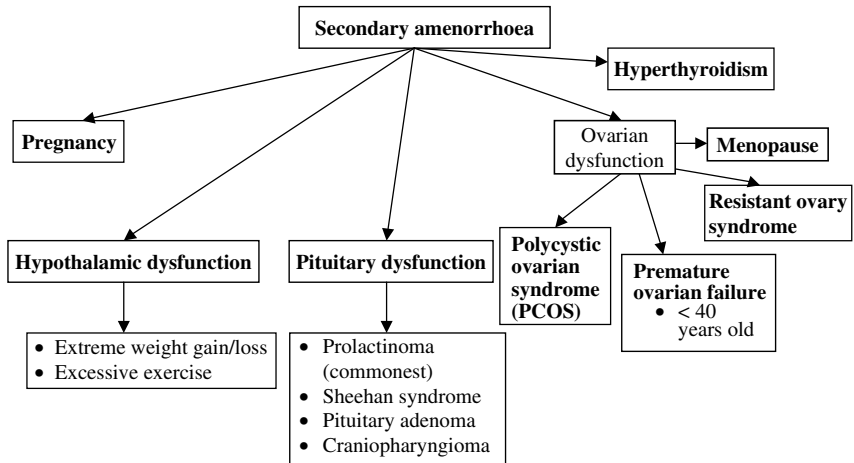 Secondary amenorrhoea
Hyperthyroidism
Pregnancy
Ovarian
dysfunction
Menopause
Resistant ovary
syndrome
Hypothalamic dysfunction
Pituitary dysfunction
Polycystic
ovarian
syndrome
(PCOS)
Premature
ovarian failure
• < 40
years old
• Extreme weight gain/loss
• Excessive exercise
• Prolactinoma
(commonest)
• Sheehan syndrome
• Pituitary adenoma
• Craniopharyngioma